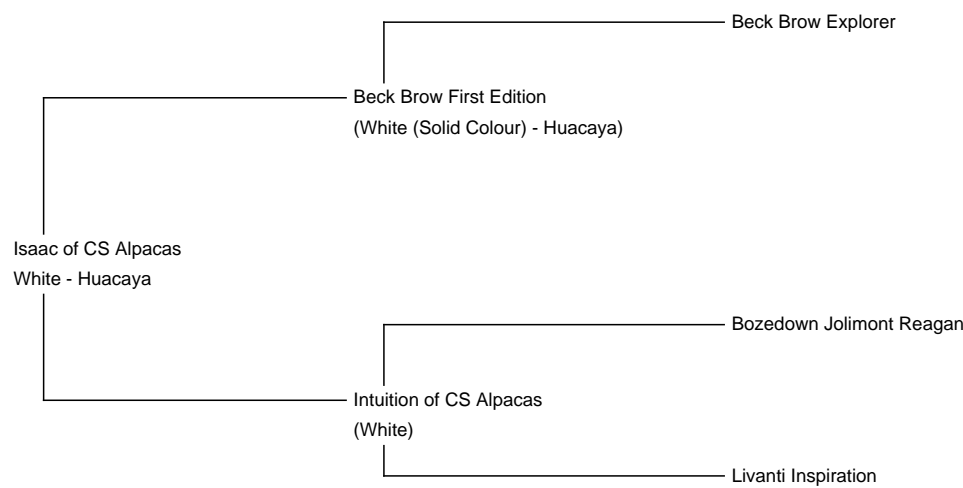 Beck Brow Explorer
Beck Brow First Edition
(White (Solid Colour) - Huacaya)
Isaac of CS Alpacas
White - Huacaya
Bozedown Jolimont Reagan
Intuition of CS Alpacas
(White)
Livanti Inspiration